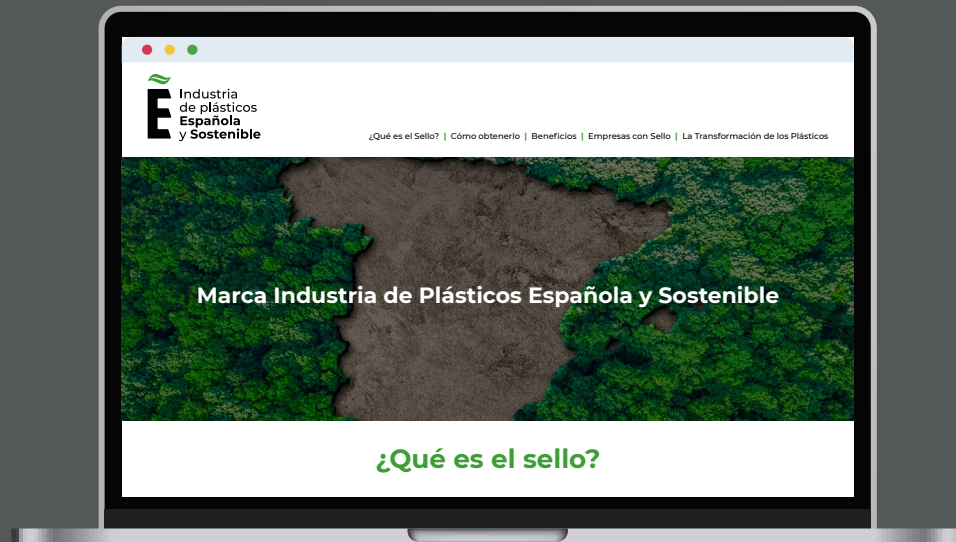 Industria
de plásticos
Española
y Sostenible
¿Qué es el Sello? | Cómo obtenerlo | Beneficios | Empresas con Sello | La Transformación de los Plásticos
Marca Industria de Plásticos Española y Sostenible
¿Qué es el sello?